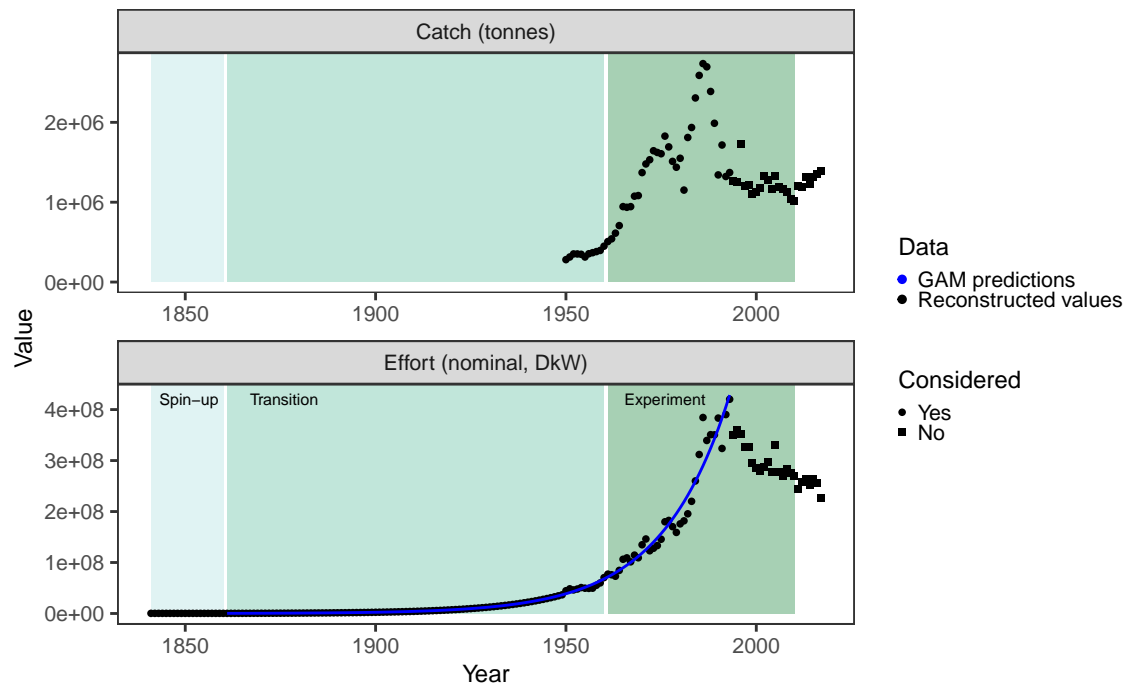 Catch (tonnes)
2e+06
1e+06
0e+00
1850 1900 1950 2000
Value
Effort (nominal, DkW)
Spin−up Transition Experiment
4e+08
3e+08
2e+08
1e+08
0e+00
1850 1900 1950 2000
Year
Data
GAM predictions
Reconstructed values
Considered
Yes
No